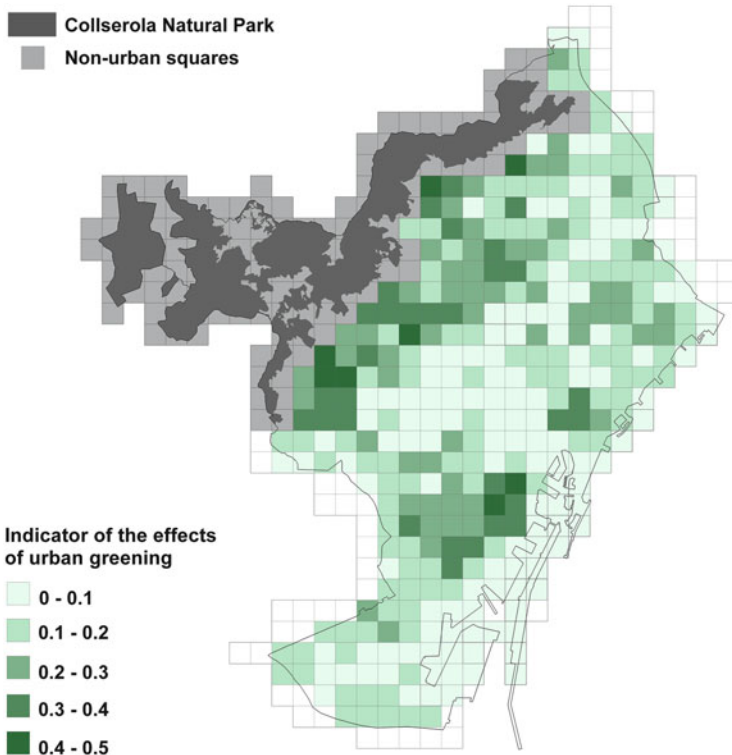 Collserola Natural Park
Non-urban squares
Indicator of the effects
of urban greening
0 - 0.1
0.1 - 0.2
0.2 - 0.3
0.3 - 0.4
0.4 - 0.5